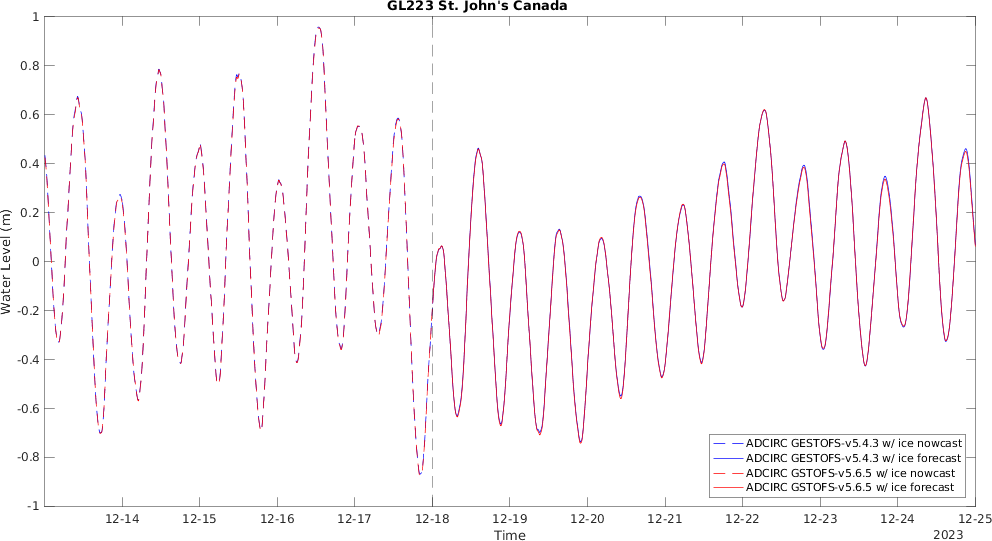 GL223 St. John's Canada
Water Level (m)
1
0.8
0.6
0.4
0.2
0
-0.2
-0.4
-0.6
-0.8
-1
ADCIRC GESTOFS-v5.4.3 w/ ice nowcast
ADCIRC GESTOFS-v5.4.3 w/ ice forecast
ADCIRC GSTOFS-v5.6.5 w/ ice nowcast
ADCIRC GSTOFS-v5.6.5 w/ ice forecast
12-14 12-15 12-16 12-17 12-18 12-19 12-20 12-21 12-22 12-23 12-24 12-25
Time
2023